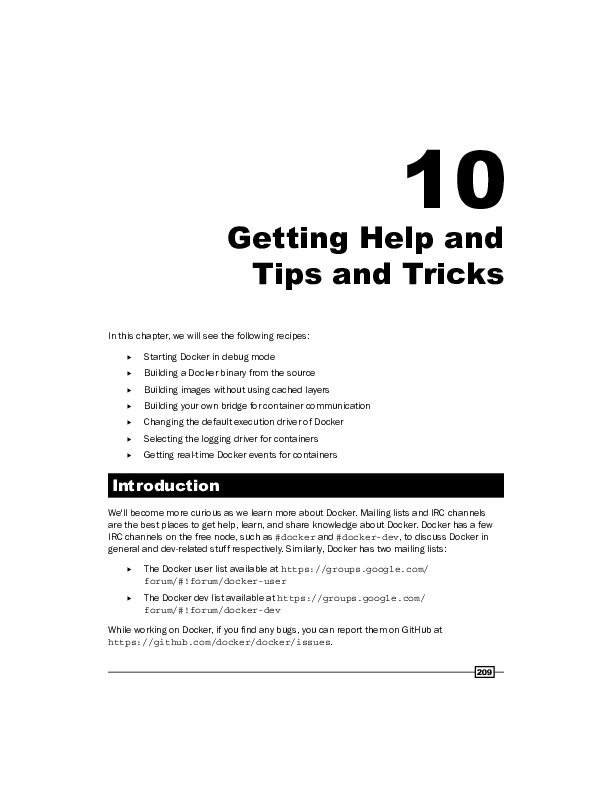 10
Getting Help and
Tips and Tricks
In this chapter, we will see the following recipes:
▸ Starting Docker in debug mode
▸ Building a Docker binary from the source
▸ Building images without using cached layers
▸ Building your own bridge for container communication
▸ Changing the default execution driver of Docker
▸ Selecting the logging driver for containers
▸ Getting real-time Docker events for containers
Introduction
We'll become more curious as we learn more about Docker. Mailing lists and IRC channels
are the best places to get help, learn, and share knowledge about Docker. Docker has a few
IRC channels on the free node, such as #docker and #docker-dev, to discuss Docker in
general and dev-related stuff respectively. Similarly, Docker has two mailing lists:
▸ The Docker user list available at https://groups.google.com/
forum/#!forum/docker-user
▸ The Docker dev list available at https://groups.google.com/
forum/#!forum/docker-dev
While working on Docker, if you find any bugs, you can report them on GitHub at
https://github.com/docker/docker/issues.
209